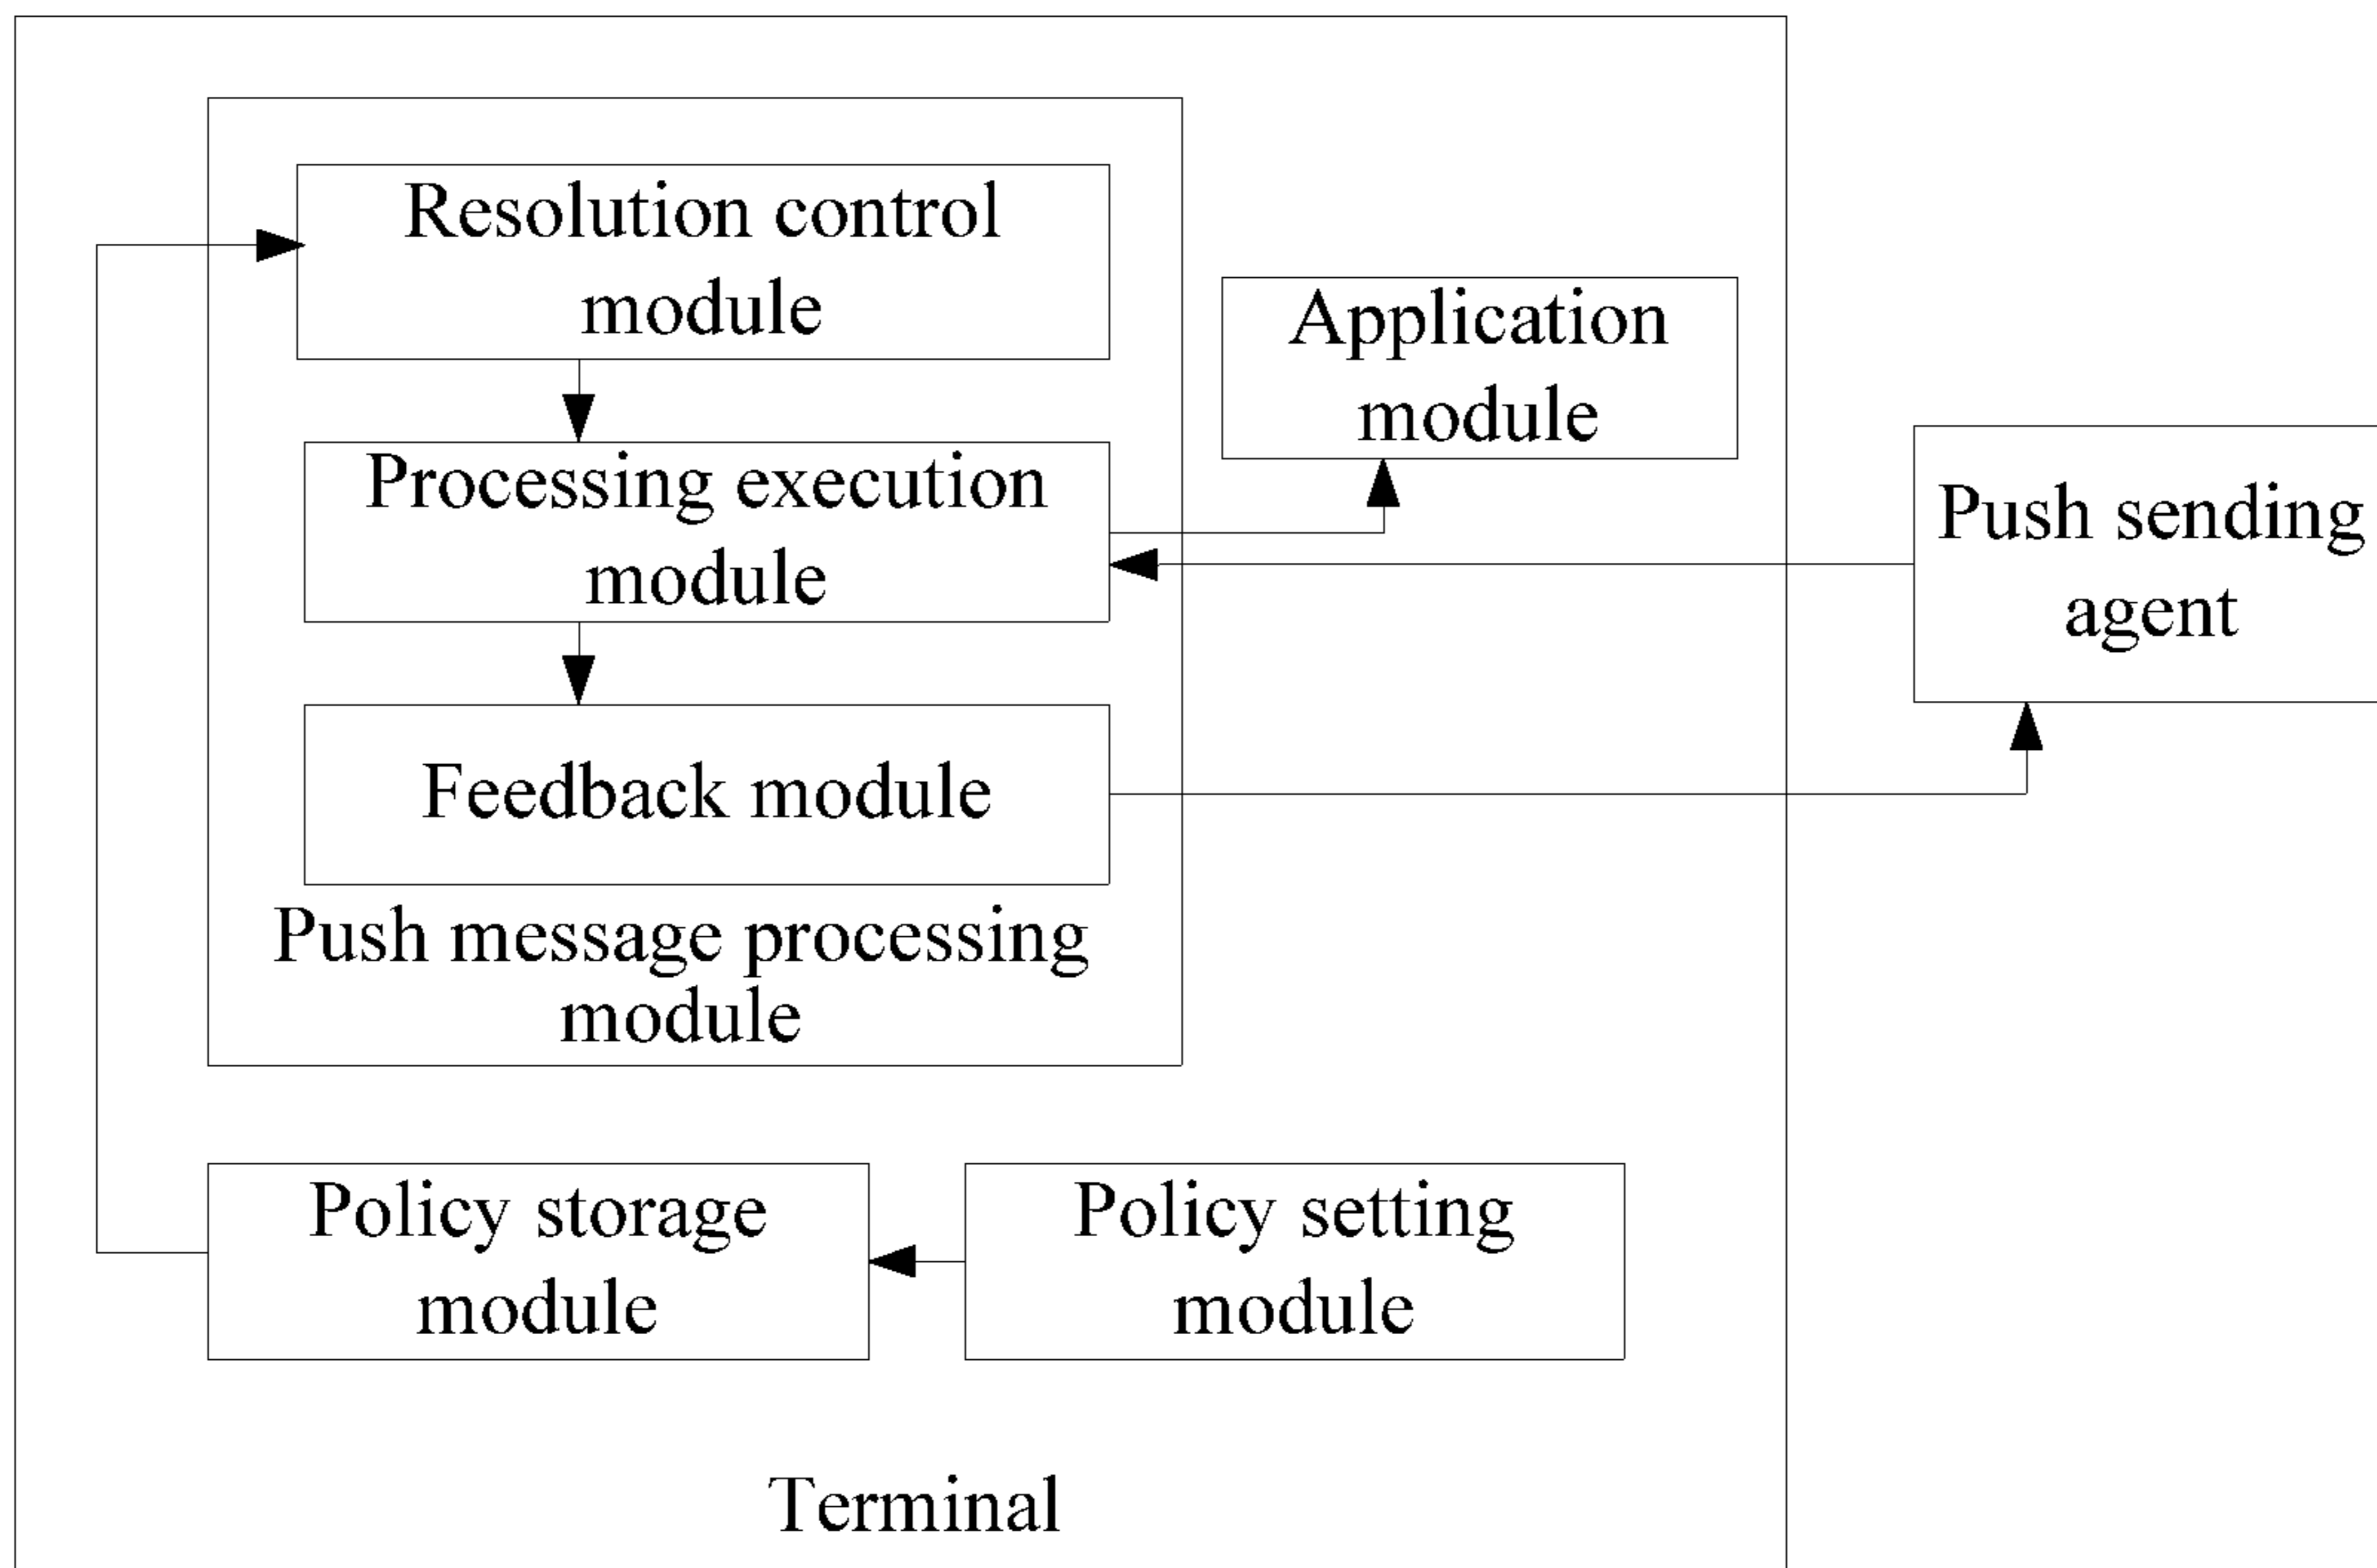 Resolution control
module
Application
module
Processing execution
module
Push sending
agent
Feedback module
Push message processing
module
Policy storage
module
Policy setting
module
Terminal